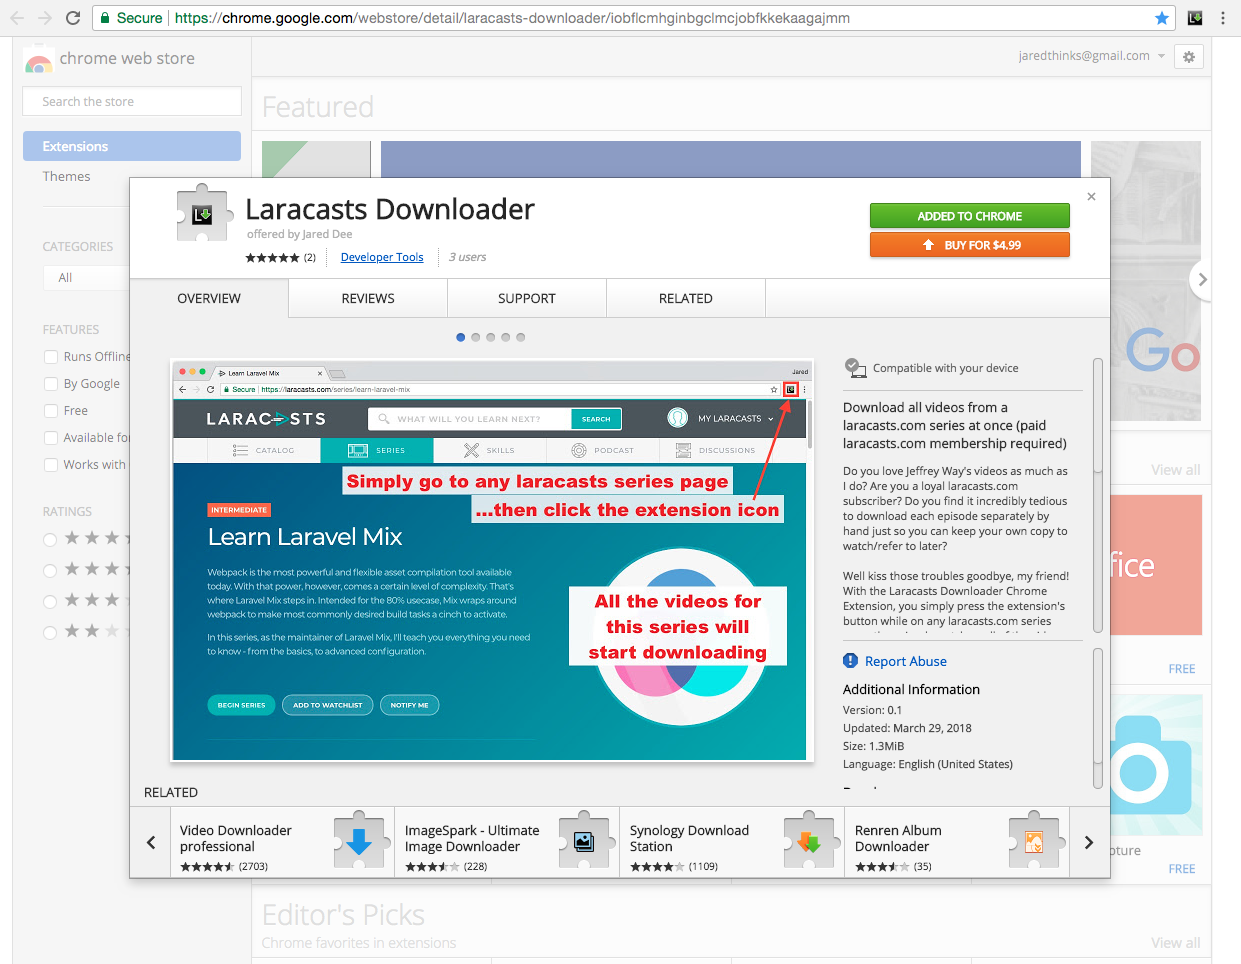 Secure https://chrome.google.com/webstore/detail/laracasts-downloader/iobflcmhginbgclmcjobfkkekaagajmm
chrome web store
jaredthinks@gmail.com
Search the store
Featured
Extensions
Themes
CATEGORIES
All
FEATURES
Runs Offline
By Google
Free
Available fo
Works with
RATINGS
Laracasts Downloader
offered by Jared Dee
(2)
Developer Tools
3 users
ADDED TO CHROME
BUY FOR $4.99
OVERVIEW
REVIEWS
SUPPORT
RELATED
Learn Laravel Mix
Jared
Secure https://laracasts.com/series/learn-laravel-mix
LARACASTS
WHAT WILL YOU LEARN NEXT?
SEARCH
MY LARACASTS
CATALOG
SERIES
SKILLS
PODCAST
DISCUSSIONS
Simply go to any laracasts series page
...then click the extension icon
INTERMEDIATE
Learn Laravel Mix
Webpack is the most powerful and flexible asset compilation tool available
today. With that power, however, comes a certain level of complexity. That's
where Laravel Mix steps in. Intended for the 80% usecase, Mix wraps around
webpack to make most commonly desired build tasks a cinch to activate.
In this series, as the maintainer of Laravel Mix, I'll teach you everything you need
to know - from the basics, to advanced configuration.
All the videos for
this series will
start downloading
BEGIN SERIES
ADD TO WATCHLIST
NOTIFY ME
Compatible with your device
Download all videos from a
laracasts.com series at once (paid
laracasts.com membership required)
Do you love Jeffrey Way's videos as much as
I do? Are you a loyal laracasts.com
subscriber? Do you find it incredibly tedious
to download each episode separately by
hand just so you can keep your own copy to
watch/refer to later?
Well kiss those troubles goodbye, my friend!
With the Laracasts Downloader Chrome
Extension, you simply press the extension's
button while on any laracasts.com series
Report Abuse
Additional Information
Version: 0.1
Updated: March 29, 2018
Size: 1.3MiB
Language: English (United States)
Go
View all
fice
FREE
RELATED
Video Downloader
professional
(2703)
ImageSpark - Ultimate
Image Downloader
(228)
Synology Download
Station
(1109)
Renren Album
Downloader
(35)
pture
FREE
Editor's Picks
Chrome favorites in extensions
View all